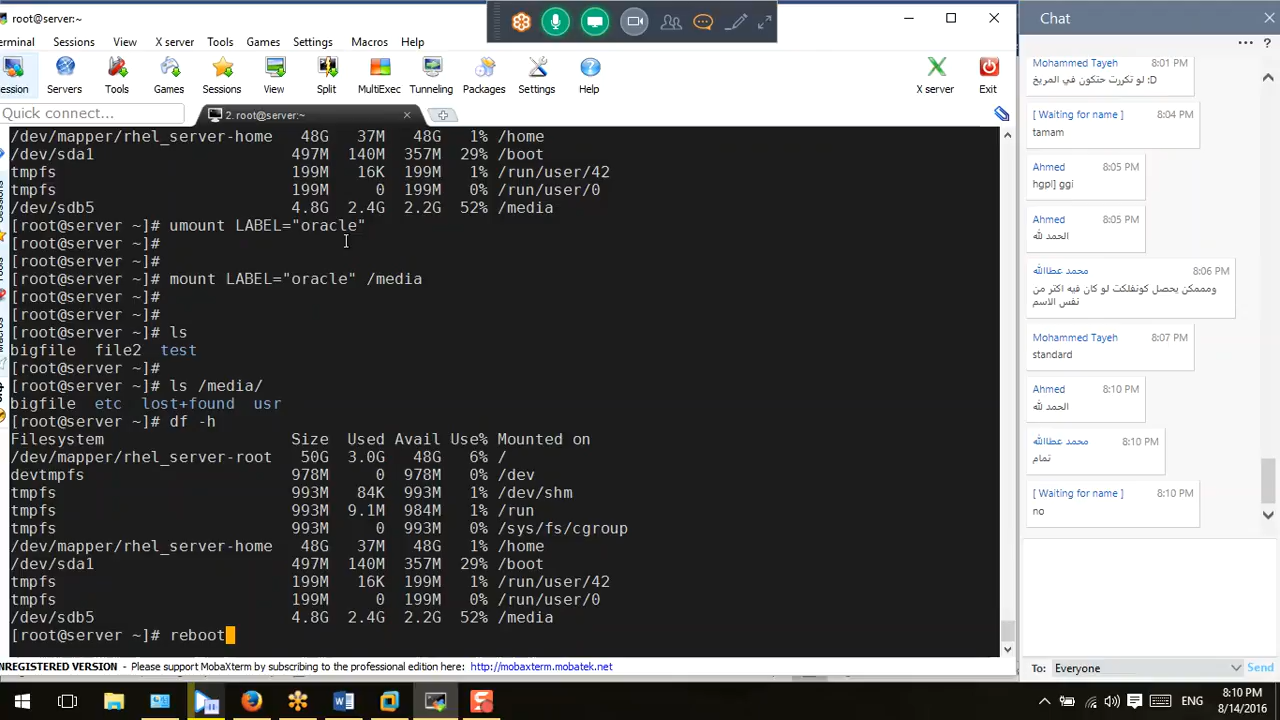 root@server:~
erminal Sessions View X server Tools Games Settings Macros Help
ession Servers Tools Games Sessions View Split MultiExec Tunneling Packages Settings Help X server Exit
Quick connect...
2. root@server:~
/dev/mapper/rhel_server-home 48G 37M 48G 1% /home
/dev/sda1 497M 140M 357M 29% /boot
tmpfs 199M 16K 199M 1% /run/user/42
tmpfs 199M 0 199M 0% /run/user/0
/dev/sdb5 4.8G 2.4G 2.2G 52% /media
[root@server ~]# umount LABEL="oracle"
[root@server ~]#
[root@server ~]#
[root@server ~]# mount LABEL="oracle" /media
[root@server ~]#
[root@server ~]#
[root@server ~]# ls
bigfile file2 test
[root@server ~]#
[root@server ~]# ls /media/
bigfile etc lost+found usr
[root@server ~]# df -h
Filesystem Size Used Avail Use% Mounted on
/dev/mapper/rhel_server-root 50G 3.0G 48G 6% /
devtmpfs 978M 0 978M 0% /dev
tmpfs 993M 84K 993M 1% /dev/shm
tmpfs 993M 9.1M 984M 1% /run
tmpfs 993M 0 993M 0% /sys/fs/cgroup
/dev/mapper/rhel_server-home 48G 37M 48G 1% /home
/dev/sda1 497M 140M 357M 29% /boot
tmpfs 199M 16K 199M 1% /run/user/42
tmpfs 199M 0 199M 0% /run/user/0
/dev/sdb5 4.8G 2.4G 2.2G 52% /media
[root@server ~]# reboot
NREGISTERED VERSION - Please support MobaXterm by subscribing to the professional edition here: http://mobaxterm.mobatek.net
Chat
Mohammed Tayeh 8:01 PM
لو تكررت حتكون في المريخ :D
[ Waiting for name ] 8:04 PM
tamam
Ahmed 8:05 PM
hgpl] ggi
Ahmed 8:05 PM
الحمد لله
محمد عطاالله 8:06 PM
ومممكن يحصل كونفلكت لو كان فيه اكتر من
نفس الاسم
Mohammed Tayeh 8:07 PM
standard
Ahmed 8:10 PM
الحمد لله
محمد عطاالله 8:10 PM
تمام
[ Waiting for name ] 8:10 PM
no
To: Everyone Send
ENG
8:10 PM
8/14/2016